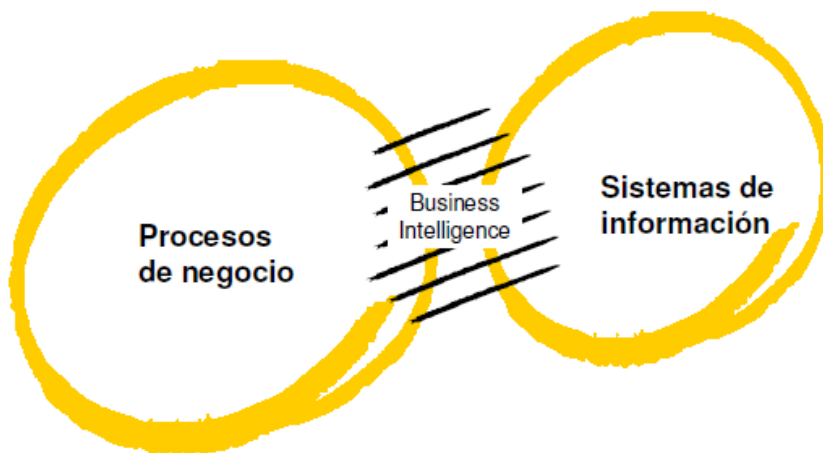 Procesos
de negocio
Business
Intelligence
Sistemas de
información